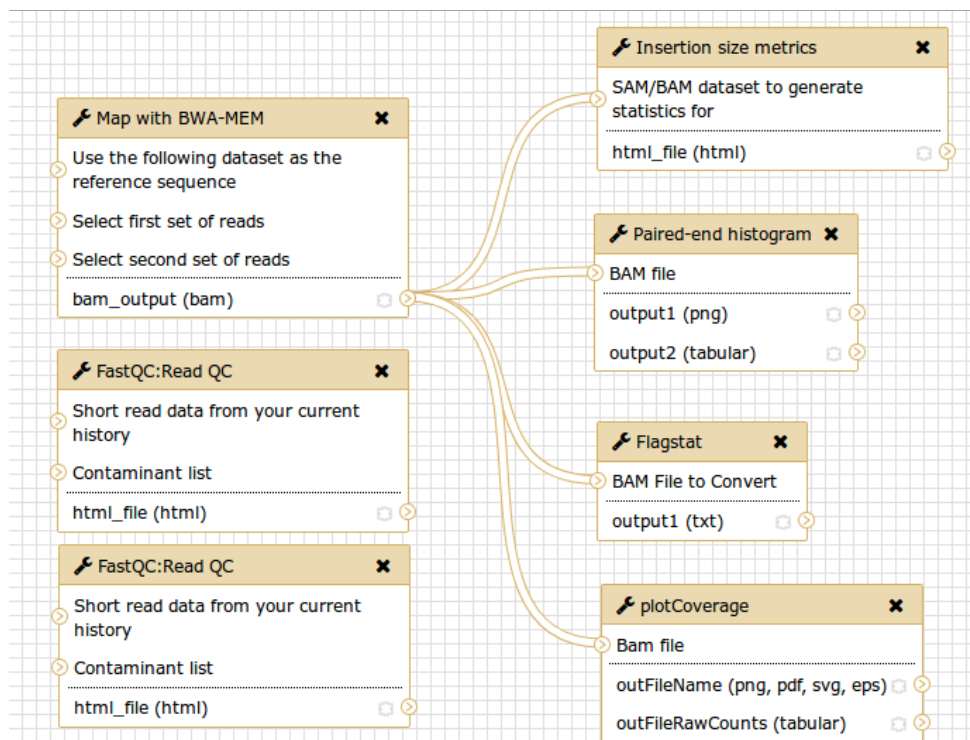 Map with BWA-MEM
Use the following dataset as the
reference sequence
Select first set of reads
Select second set of reads
bam_output (bam)
FastQC:Read QC
Short read data from your current
history
Contaminant list
html_file (html)
FastQC:Read QC
Short read data from your current
history
Contaminant list
html_file (html)
Insertion size metrics
SAM/BAM dataset to generate
statistics for
html_file (html)
Paired-end histogram
BAM file
output1 (png)
output2 (tabular)
Flagstat
BAM File to Convert
output1 (txt)
plotCoverage
Bam file
outFileName (png, pdf, svg, eps)
outFileRawCounts (tabular)